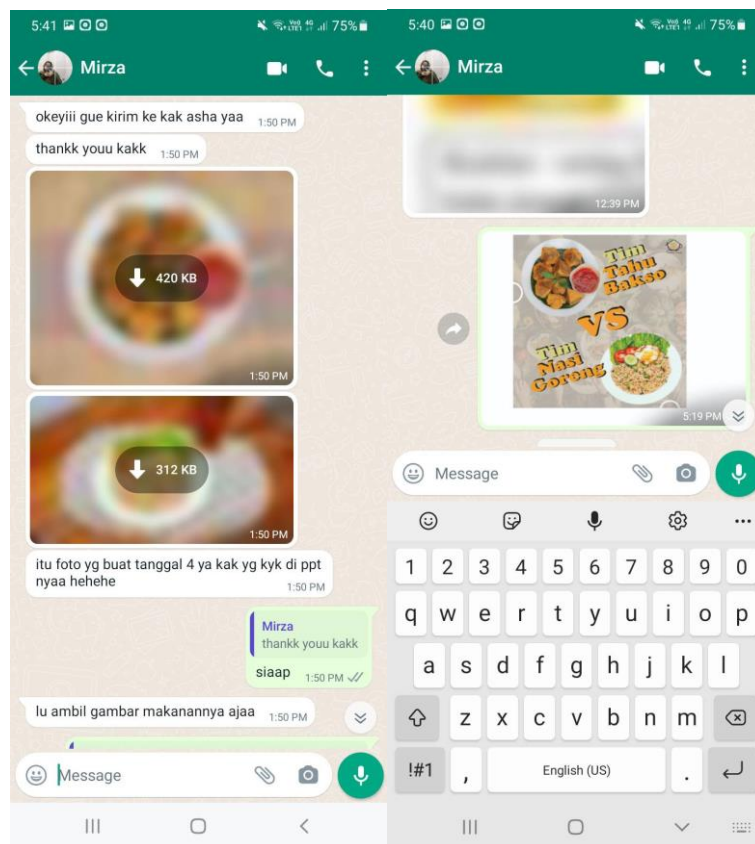 5:41
75%
Mirza
okeyiii gue kirim ke kak asha yaa 1:50 PM
thankk youu kakk 1:50 PM
420 KB
1:50 PM
312 KB
1:50 PM
itu foto yg buat tanggal 4 ya kak yg kyk di ppt
nyaa hehehe
1:50 PM
Mirza
thankk youu kakk
siaap 1:50 PM
lu ambil gambar makanannya ajaa 1:50 PM
Message
5:40
75%
Mirza
12:39 PM
Tim
Tahu
Bakso
VS
Tim
Nasi
Goreng
5:19 PM
Message
1 2 3 4 5 6 7 8 9 0
q w e r t y u i o p
a s d f g h j k l
z x c v b n m
!#1 , English (US) .